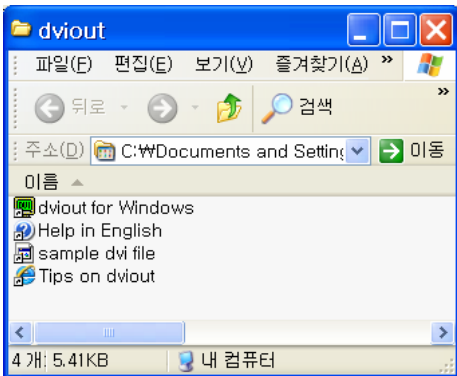 dviout
파일(F) 편집(E) 보기(V) 즐겨찾기(A) »
뒤로 검색 »
주소(D) C:₩Documents and Setting 이동
이름
dviout for Windows
Help in English
sample dvi file
Tips on dviout
4 개: 5.41KB 내 컴퓨터